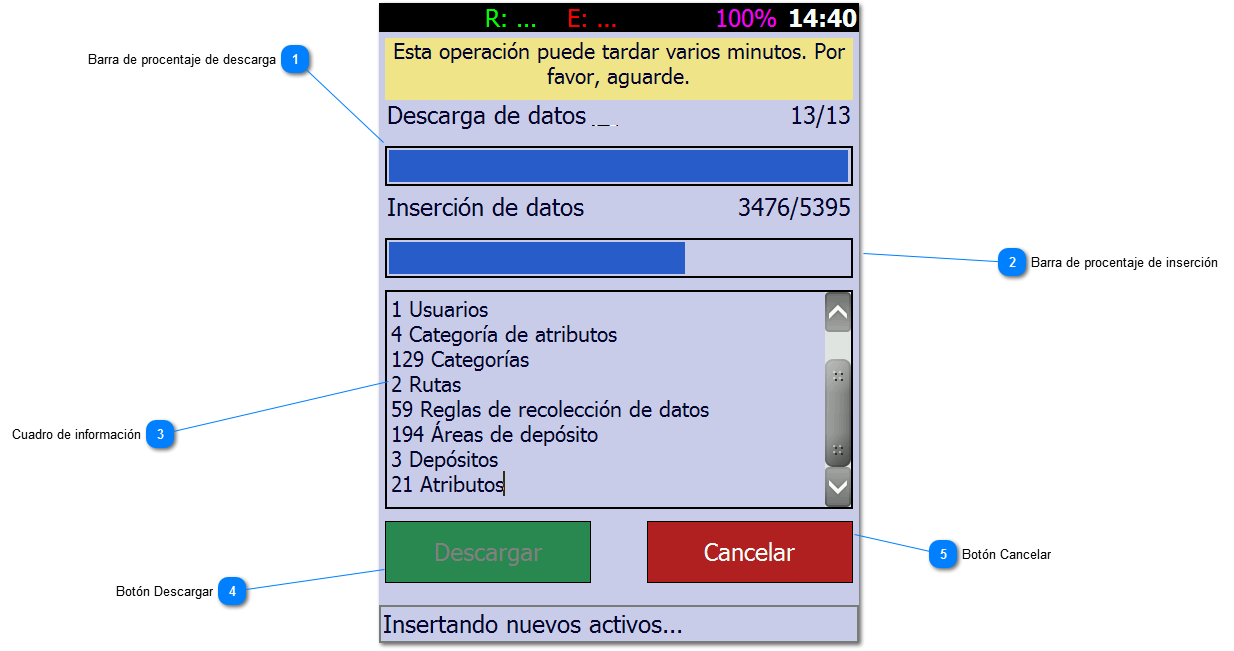 R: ... E: ... 100% 14:40
Barra de procentaje de descarga 1
Esta operación puede tardar varios minutos. Por
favor, aguarde.
Descarga de datos 13/13
Inserción de datos 3476/5395
2 Barra de procentaje de inserción
1 Usuarios
4 Categoría de atributos
129 Categorías
2 Rutas
59 Reglas de recolección de datos
194 Áreas de depósito
3 Depósitos
21 Atributos
Cuadro de información 3
Descargar Cancelar
5 Botón Cancelar
Botón Descargar 4
Insertando nuevos activos...